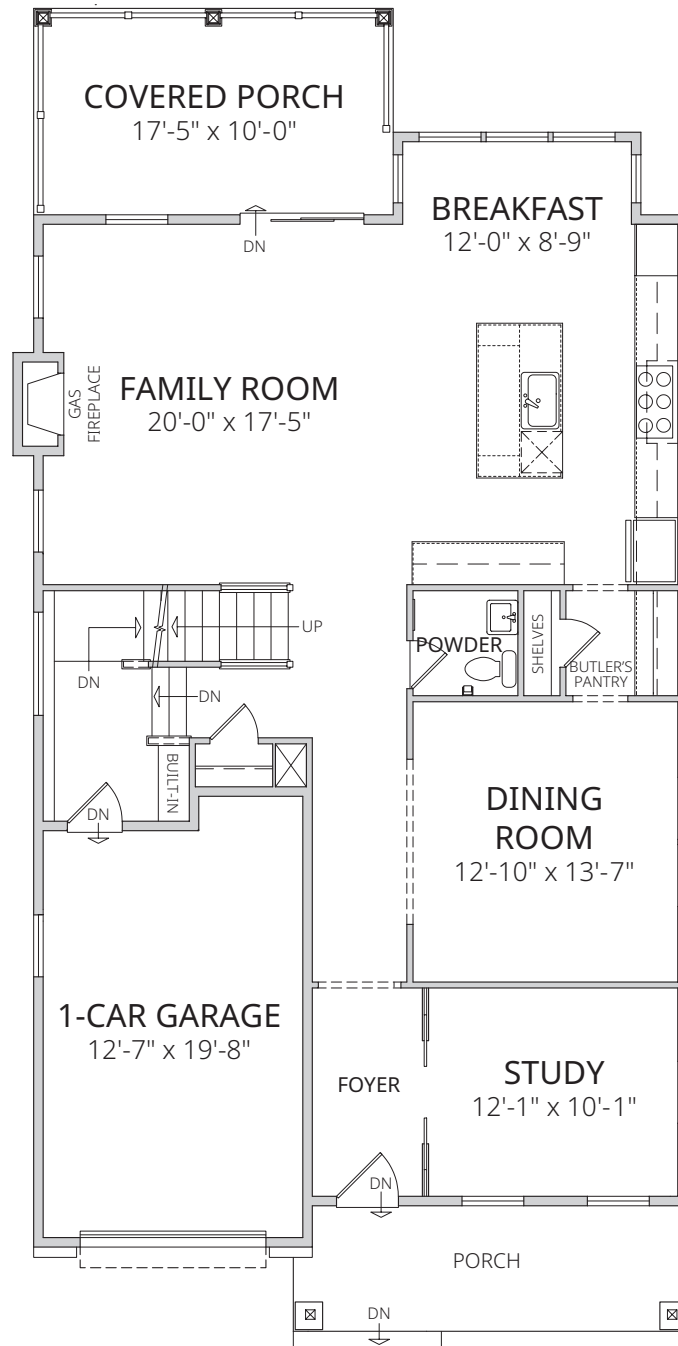 COVERED PORCH
17'-5" x 10'-0"
BREAKFAST
12'-0" x 8'-9"
DN
GAS
FIREPLACE
FAMILY ROOM
20'-0" x 17'-5"
UP
DN
DN
POWDER
SHELVES
BUTLER'S
PANTRY
BUILT-IN
DN
DINING
ROOM
12'-10" x 13'-7"
1-CAR GARAGE
12'-7" x 19'-8"
FOYER
STUDY
12'-1" x 10'-1"
DN
PORCH
DN